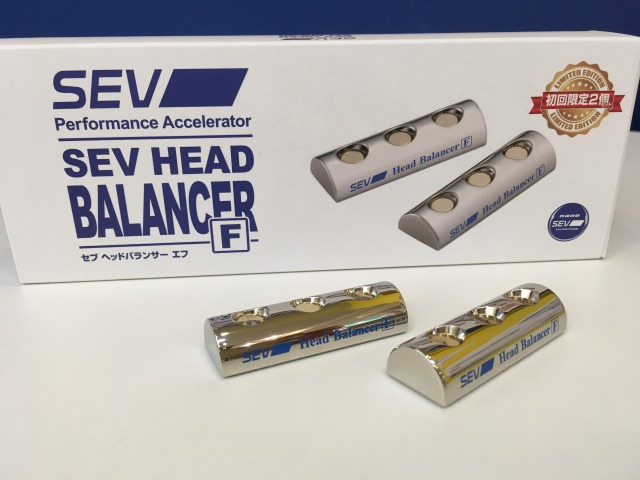 SEV
Performance Accelerator
SEV HEAD
BALANCER
F
セブ ヘッドバランサー エフ
SEV Head Balancer F
SEV Head Balancer F
LIMITED EDITION
初回限定2個
LIMITED EDITION
nano
SEV
SEV Head Balancer F
SEV Head Balancer F